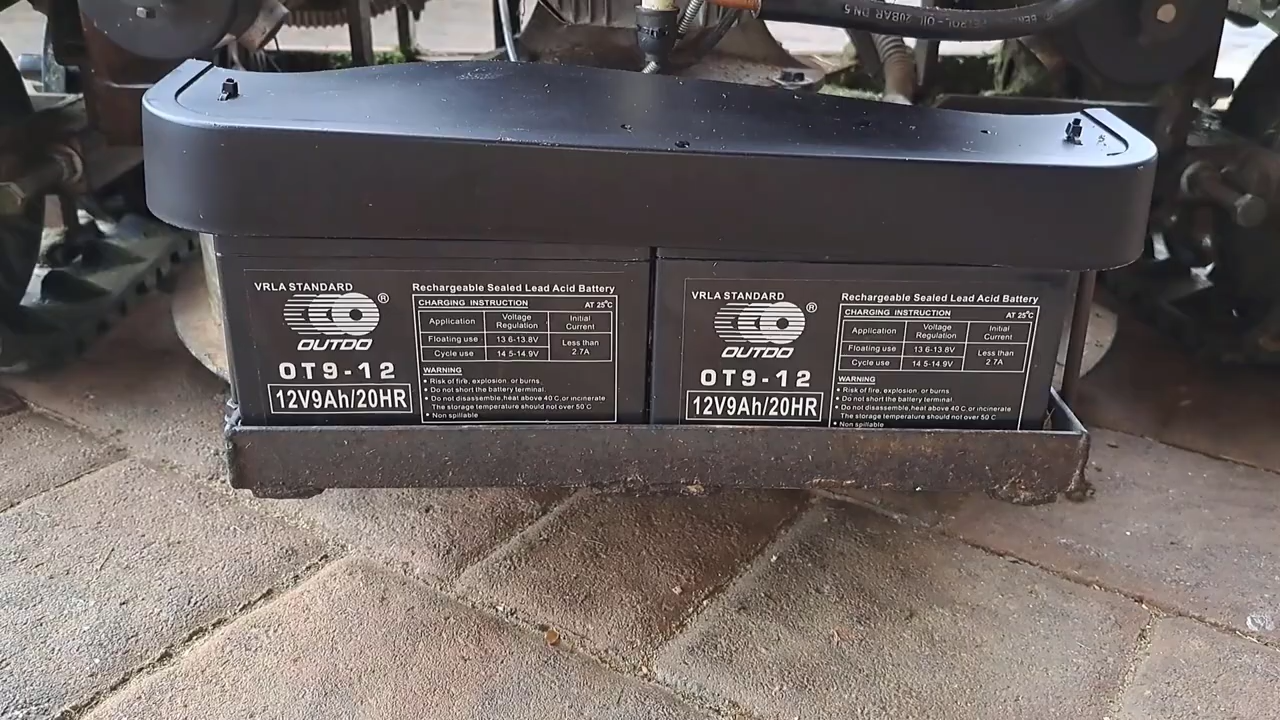 PETROL-OIL 20BAR DN 5
VRLA STANDARD
®
OUTDO
OT9-12
12V9Ah/20HR
Rechargeable Sealed Lead Acid Battery
CHARGING INSTRUCTION AT 25°C
Application Voltage Regulation Initial Current
Floating use 13.6-13.8V Less than 2.7A
Cycle use 14.5-14.9V
WARNING
• Risk of fire, explosion, or burns.
• Do not short the battery terminal.
• Do not disassemble,heat above 40°C,or incinerate
The storage temperature should not over 50°C
• Non spillable
VRLA STANDARD
®
OUTDO
OT9-12
12V9Ah/20HR
Rechargeable Sealed Lead Acid Battery
CHARGING INSTRUCTION AT 25°C
Application Voltage Regulation Initial Current
Floating use 13.6-13.8V Less than 2.7A
Cycle use 14.5-14.9V
WARNING
• Risk of fire, explosion, or burns.
• Do not short the battery terminal.
• Do not disassemble,heat above 40°C,or incinerate
The storage temperature should not over 50°C
• Non spillable